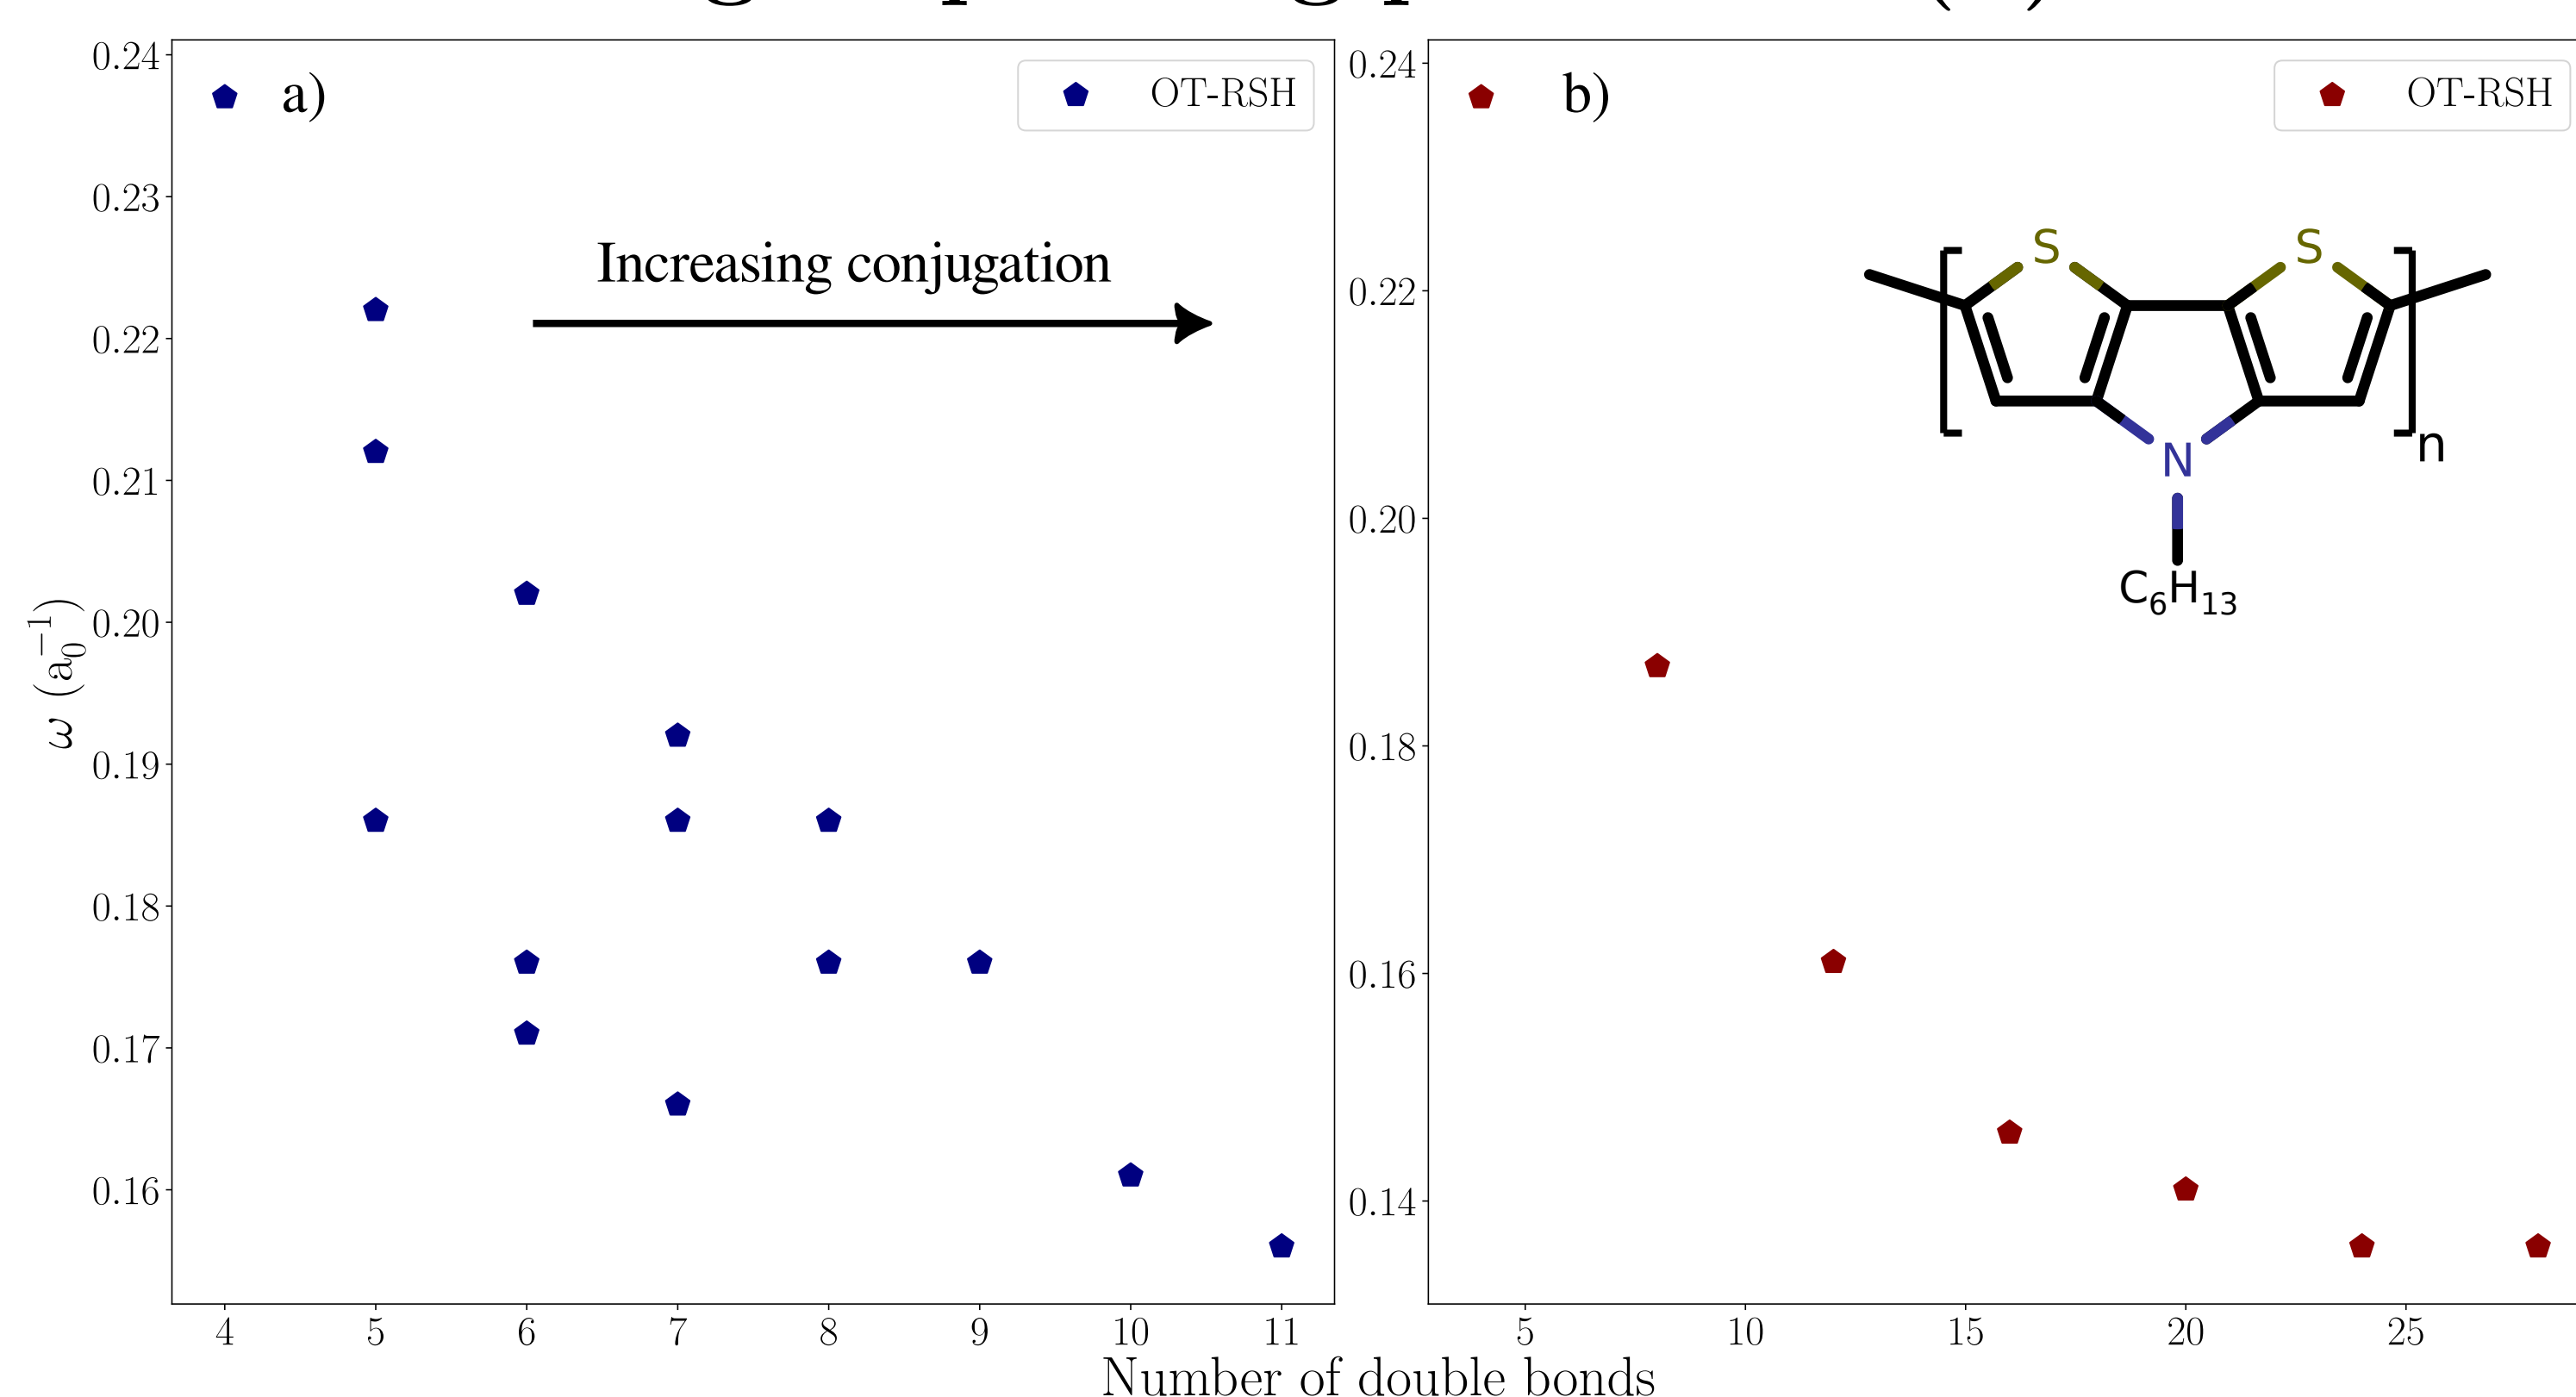 a)
OT-RSH
Increasing conjugation
0.24
0.23
0.22
0.21
0.20
0.19
0.18
0.17
0.16
ω (a₀⁻¹)
4 5 6 7 8 9 10 11
b)
OT-RSH
S S
N
n
C₆H₁₃
0.24
0.22
0.20
0.18
0.16
0.14
5 10 15 20 25
Number of double bonds